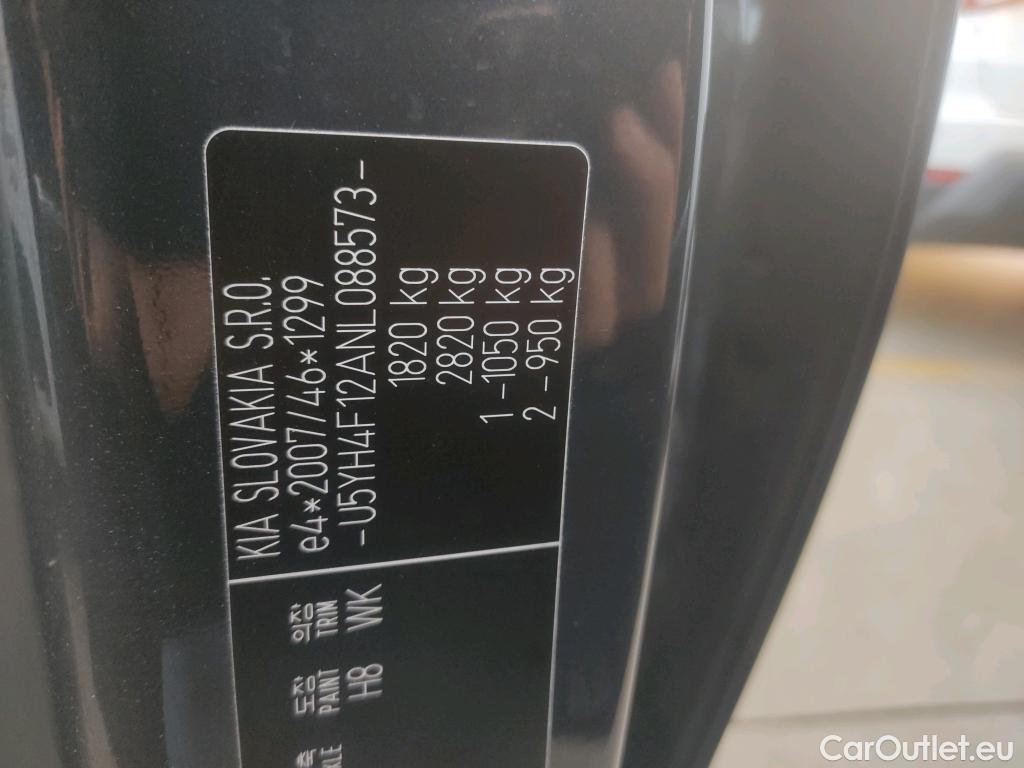 KIA SLOVAKIA S.R.O.
e4*2007/46*1299
-U5YH4F12ANL088573-
1820 kg
2820 kg
1-1050 kg
2-950 kg
도장 의장
PAINT TRIM
H8 WK
CarOutlet.eu